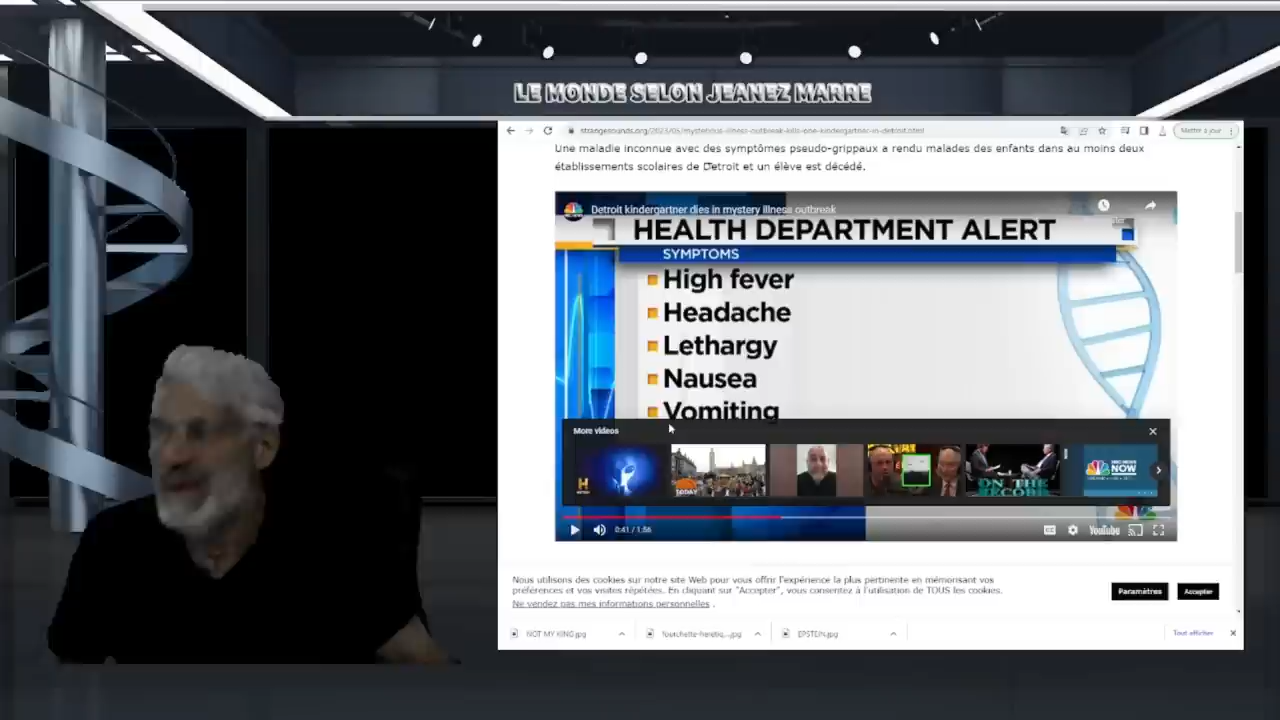 LE MONDE SELON JEANEZ MARRE
strangesounds.org/2023/05/mysterious-illness-outbreak-kills-one-kindergartner-in-detroit.html
Mettre à jour
Une maladie inconnue avec des symptômes pseudo-grippaux a rendu malades des enfants dans au moins deux
établissements scolaires de Detroit et un élève est décédé.
Detroit kindergartner dies in mystery illness outbreak
HEALTH DEPARTMENT ALERT
SYMPTOMS
High fever
Headache
Lethargy
Nausea
Vomiting
More videos
TODAY
ON THE
RECORD
NBC NEWS
NOW
0:41 / 1:56
YouTube
Nous utilisons des cookies sur notre site Web pour vous offrir l'expérience la plus pertinente en mémorisant vos
préférences et vos visites répétées. En cliquant sur "Accepter", vous consentez à l'utilisation de TOUS les cookies.
Ne vendez pas mes informations personnelles .
Paramètres
Accepter
NOT MY KING.jpg
fourchette-heretiq....jpg
EPSTEIN.jpg
Tout afficher